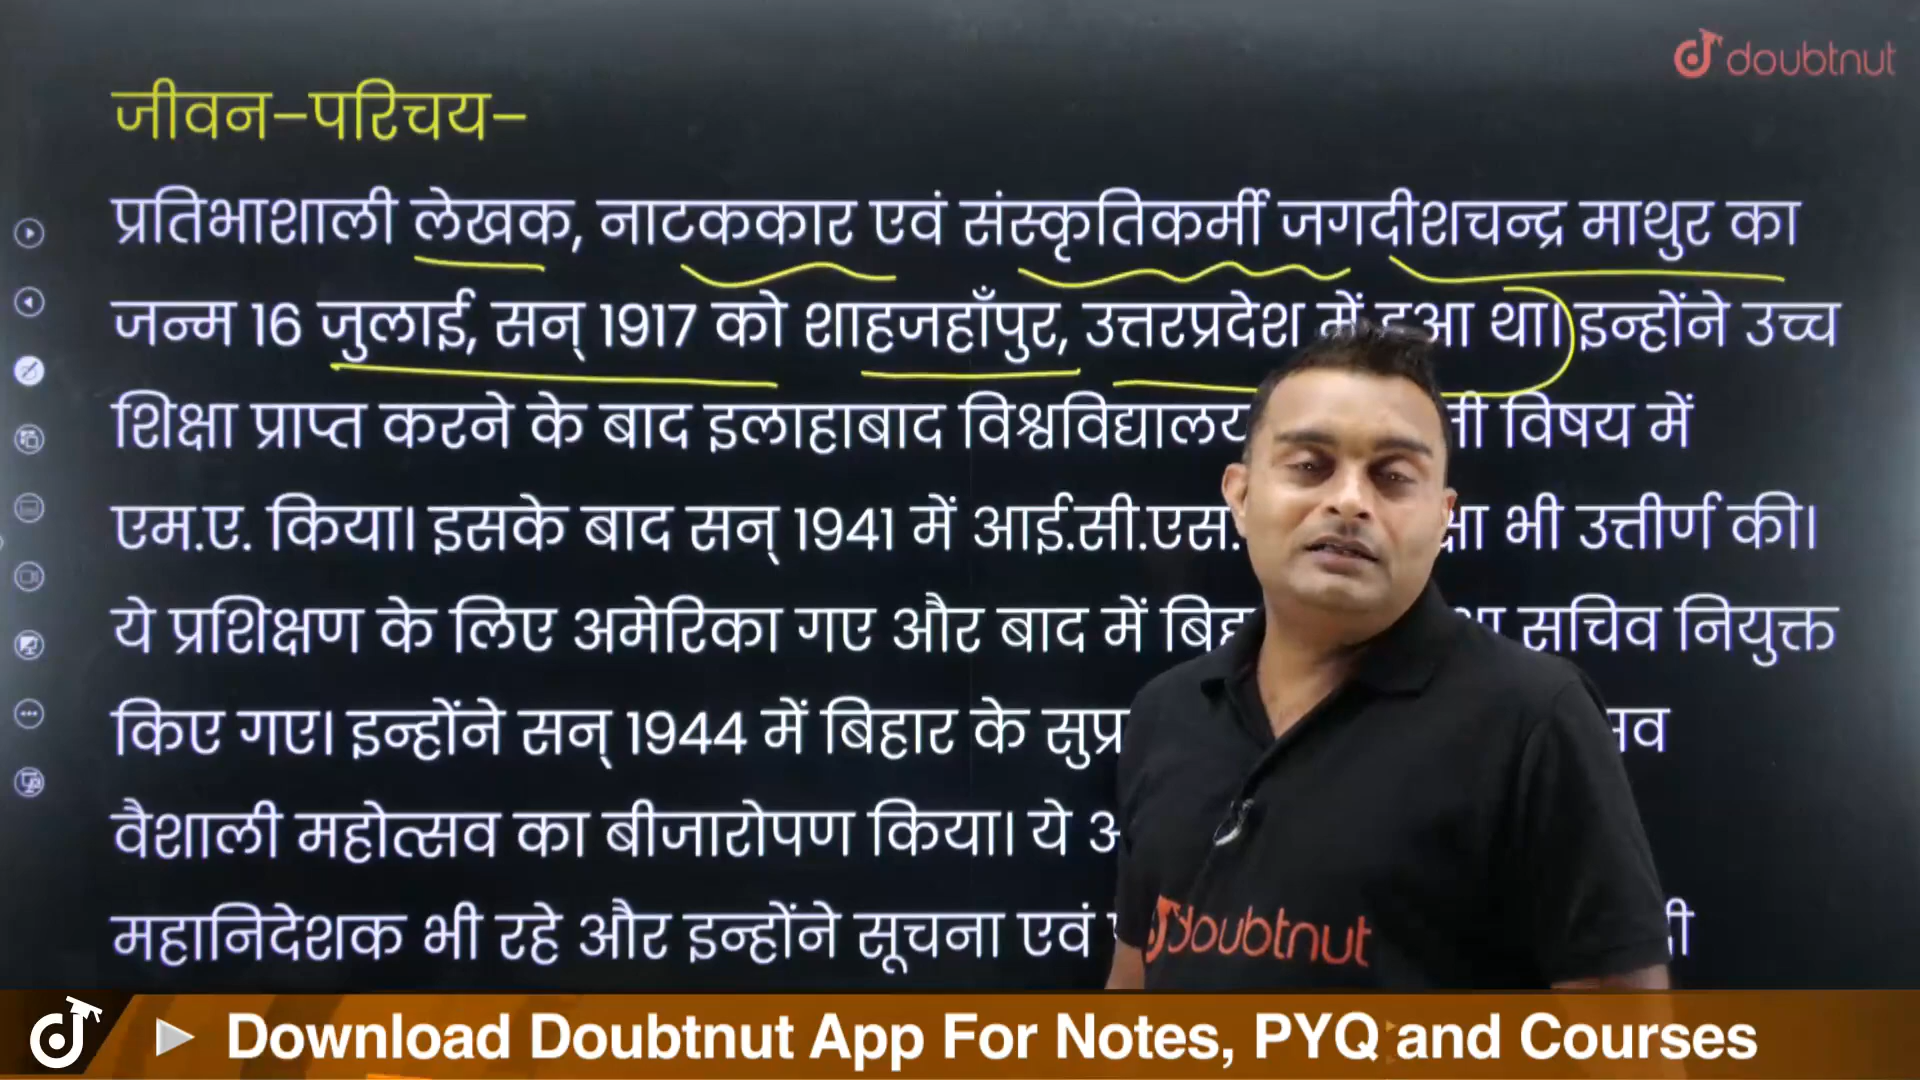 doubtnut
जीवन–परिचय–
प्रतिभाशाली लेखक, नाटककार एवं संस्कृतिकर्मी जगदीशचन्द्र माथुर का
जन्म 16 जुलाई, सन् 1917 को शाहजहाँपुर, उत्तरप्रदेश में हुआ था। इन्होंने उच्च
शिक्षा प्राप्त करने के बाद इलाहाबाद विश्वविद्यालय विषय में
एम.ए. किया। इसके बाद सन् 1941 में आई.सी.एस. भी उत्तीर्ण की।
ये प्रशिक्षण के लिए अमेरिका गए और बाद में सचिव नियुक्त
किए गए। इन्होंने सन् 1944 में बिहार के
वैशाली महोत्सव का बीजारोपण किया। ये
महानिदेशक भी रहे और इन्होंने सूचना एवं
doubtnut
Download Doubtnut App For Notes, PYQ and Courses